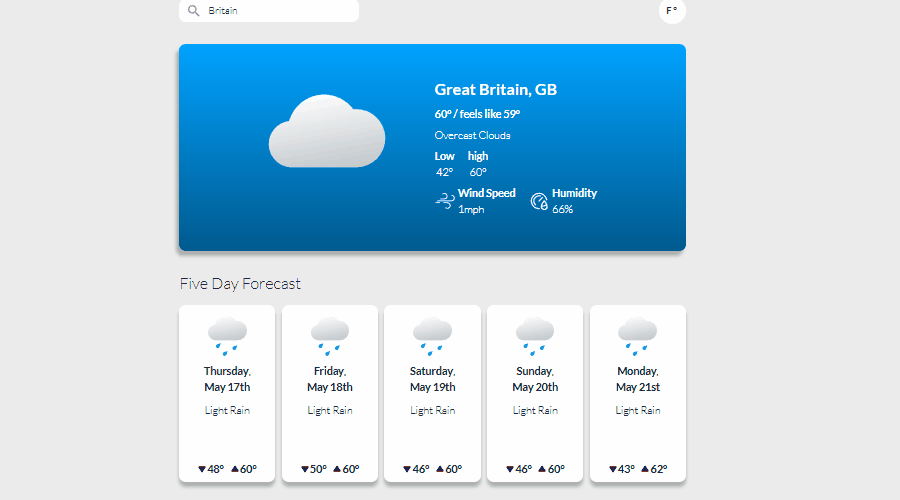 Britain
F°
Great Britain, GB
60° / feels like 59°
Overcast Clouds
Low high
42° 60°
Wind Speed Humidity
1mph 66%
Five Day Forecast
Thursday,
May 17th
Light Rain
48° 60°
Friday,
May 18th
Light Rain
50° 60°
Saturday,
May 19th
Light Rain
46° 60°
Sunday,
May 20th
Light Rain
46° 60°
Monday,
May 21st
Light Rain
43° 62°